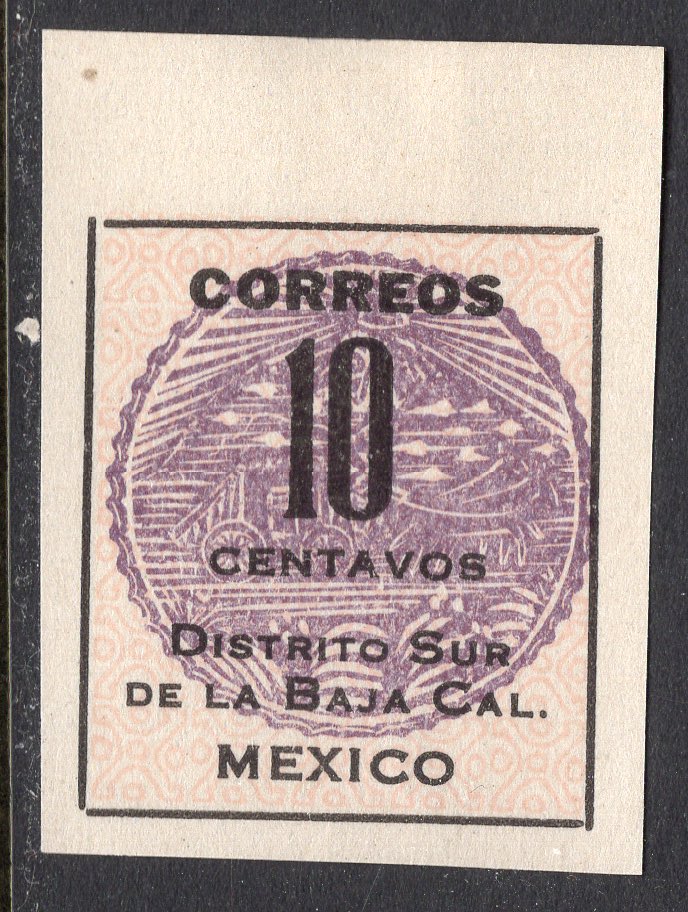 CORREOS
10
CENTAVOS
DISTRITO SUR
DE LA BAJA CAL.
MEXICO